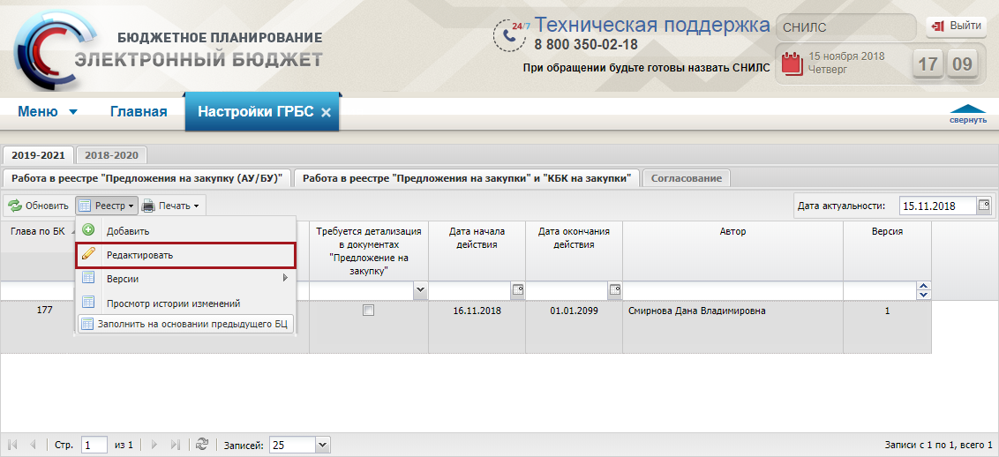 БЮДЖЕТНОЕ ПЛАНИРОВАНИЕ
ЭЛЕКТРОННЫЙ БЮДЖЕТ
24/7 Техническая поддержка
8 800 350-02-18
При обращении будьте готовы назвать СНИЛС
СНИЛС
Выйти
15 ноября 2018
Четверг
17 09
Меню Главная Настройки ГРБС
свернуть
2019-2021 2018-2020
Работа в реестре "Предложения на закупку (АУ/БУ)" Работа в реестре "Предложения на закупки" и "КБК на закупки" Согласование
Обновить Реестр Печать Дата актуальности: 15.11.2018
Глава по БК
Требуется детализация в документах "Предложение на закупку"
Дата начала действия
Дата окончания действия
Автор
Версия
Добавить
Редактировать
Версии
Просмотр истории изменений
Заполнить на основании предыдущего БЦ
177 16.11.2018 01.01.2099 Смирнова Дана Владимировна 1
Стр. 1 из 1 Записей: 25 Записи с 1 по 1, всего 1